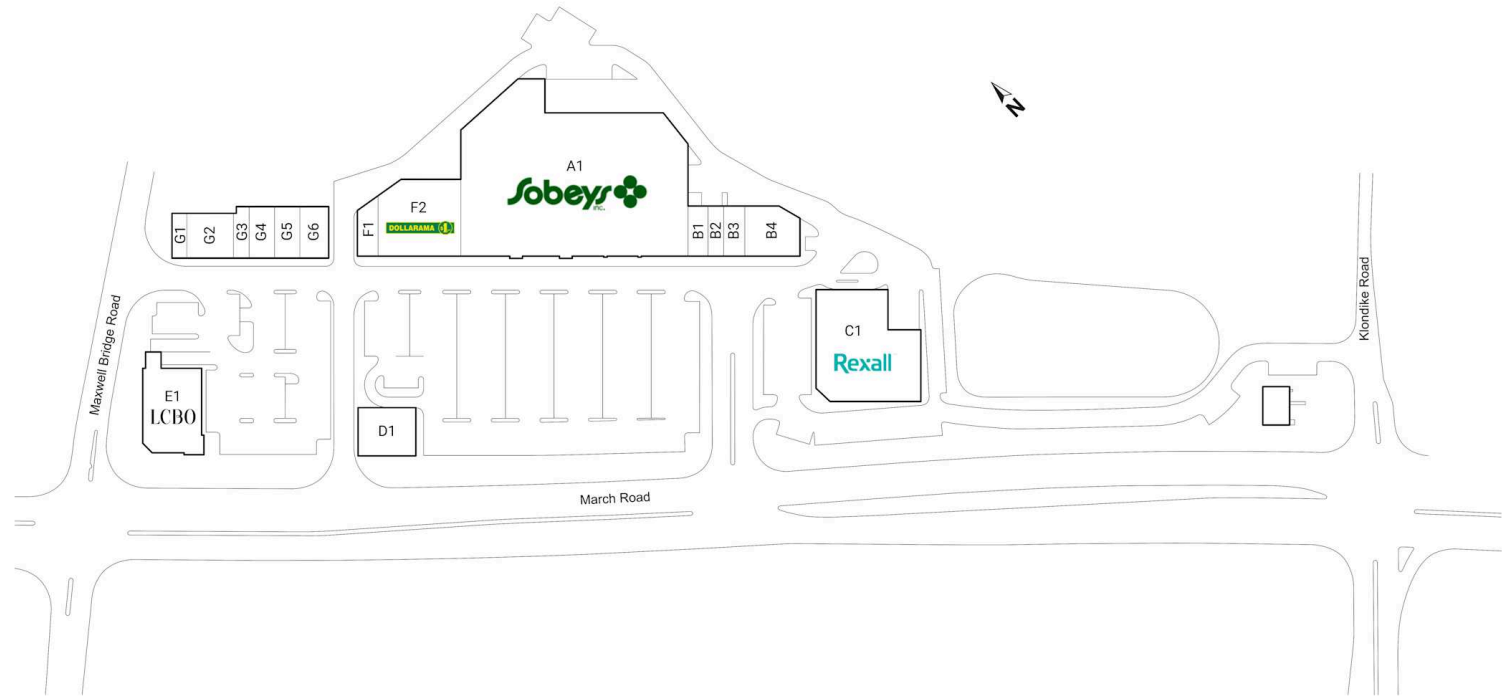 N
A1
Sobeys
INC.
F2
DOLLARAMA
F1
G1
G2
G3
G4
G5
G6
B1
B2
B3
B4
Maxwell Bridge Road
Klondike Road
C1
Rexall
E1
LCBO
D1
March Road